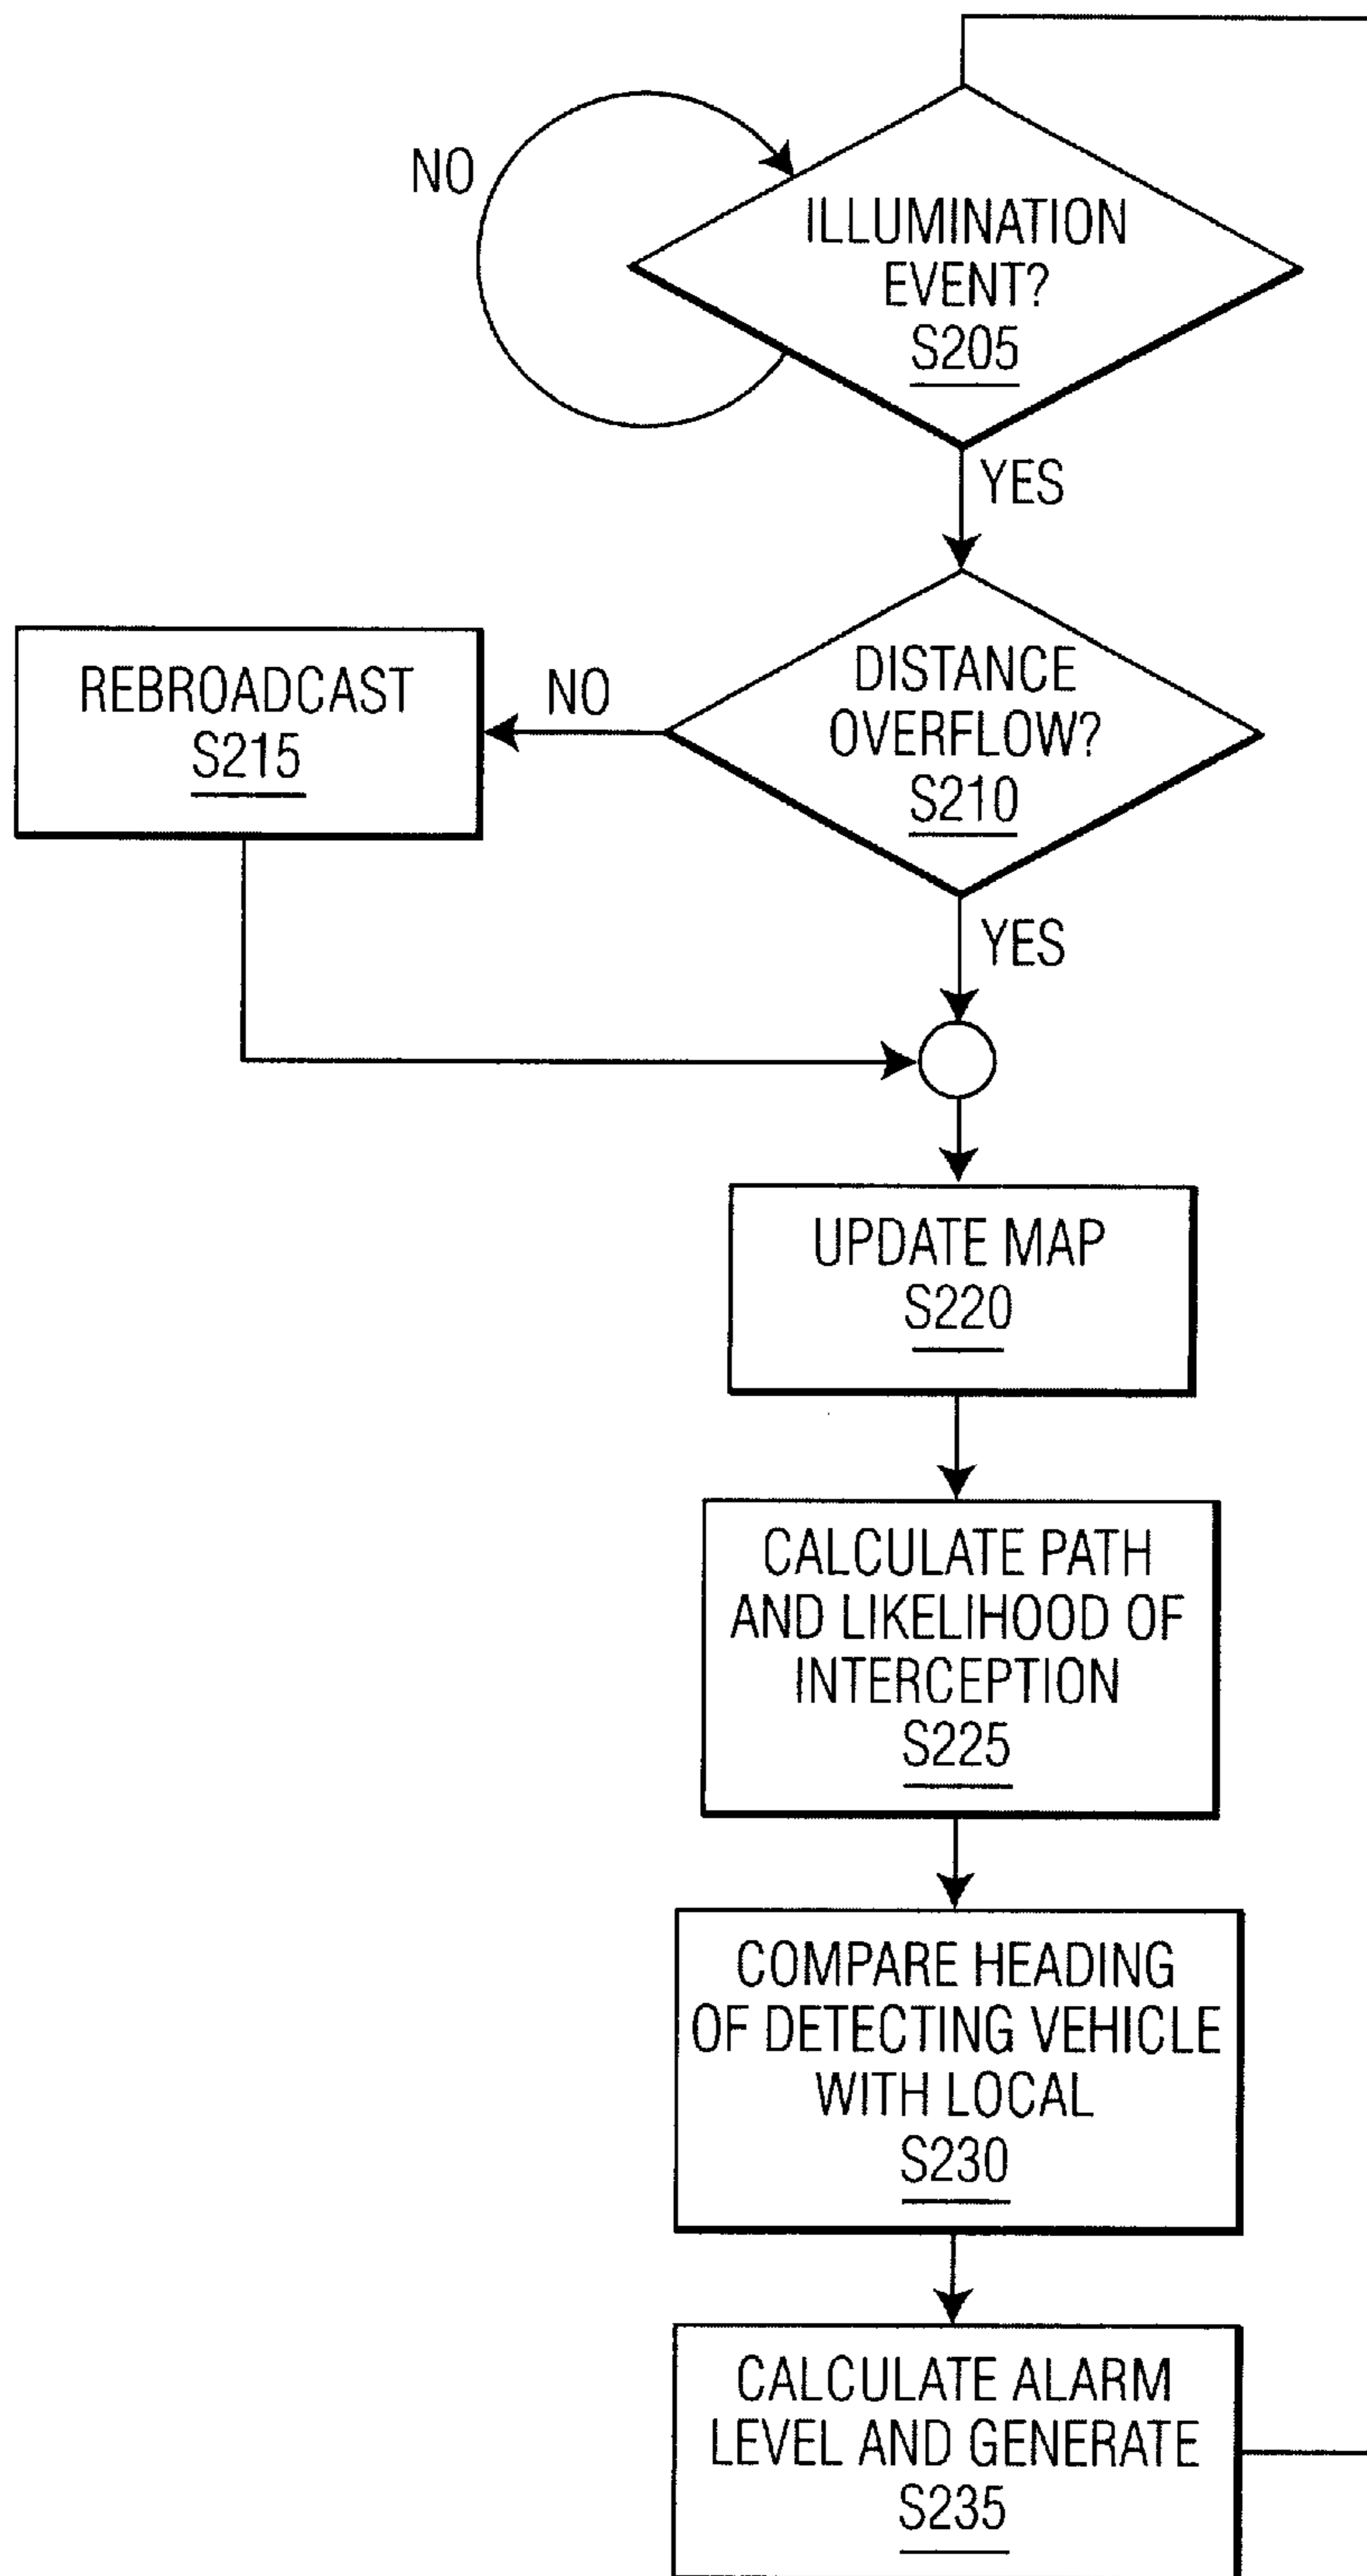 NO
ILLUMINATION
EVENT?
S205
YES
REBROADCAST
S215
NO
DISTANCE
OVERFLOW?
S210
YES
UPDATE MAP
S220
CALCULATE PATH
AND LIKELIHOOD OF
INTERCEPTION
S225
COMPARE HEADING
OF DETECTING VEHICLE
WITH LOCAL
S230
CALCULATE ALARM
LEVEL AND GENERATE
S235